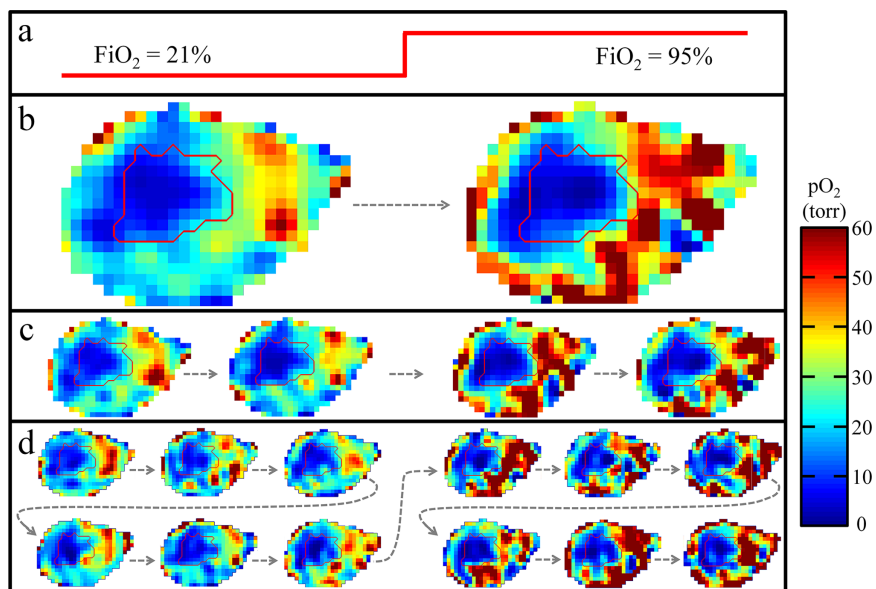 a
FiO₂ = 21%
FiO₂ = 95%
b
pO₂
(torr)
60
50
40
30
20
10
0
c
d